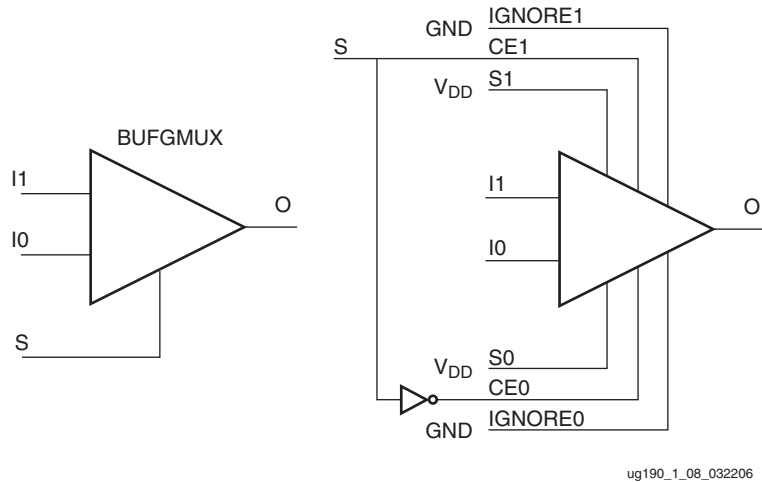 BUFGMUX
I1
I0
S
O
S
GND IGNORE1
CE1
VDD S1
I1
I0
O
VDD S0
CE0
GND IGNORE0
ug190_1_08_032206